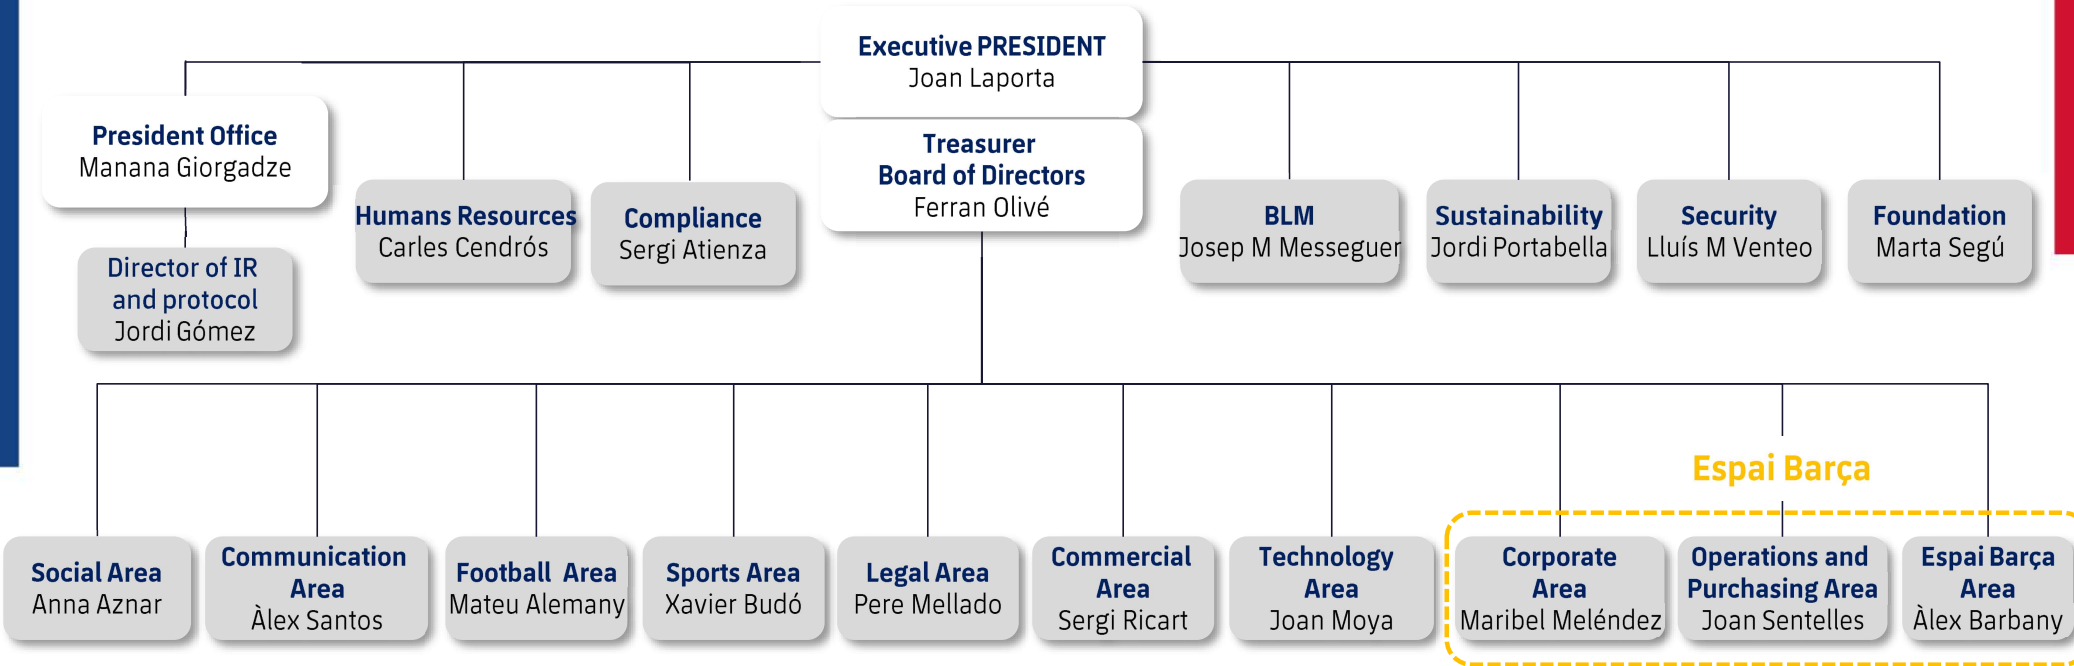 Executive PRESIDENT
Joan Laporta
President Office
Manana Giorgadze
Treasurer
Board of Directors
Ferran Olivé
Humans Resources
Carles Cendrós
Compliance
Sergi Atienza
BLM
Josep M Messeguer
Sustainability
Jordi Portabella
Security
Lluís M Venteo
Foundation
Marta Segú
Director of IR
and protocol
Jordi Gómez
Espai Barça
Social Area
Anna Aznar
Communication
Area
Àlex Santos
Football Area
Mateu Alemany
Sports Area
Xavier Budó
Legal Area
Pere Mellado
Commercial
Area
Sergi Ricart
Technology
Area
Joan Moya
Corporate
Area
Maribel Meléndez
Operations and
Purchasing Area
Joan Sentelles
Espai Barça
Area
Àlex Barbany